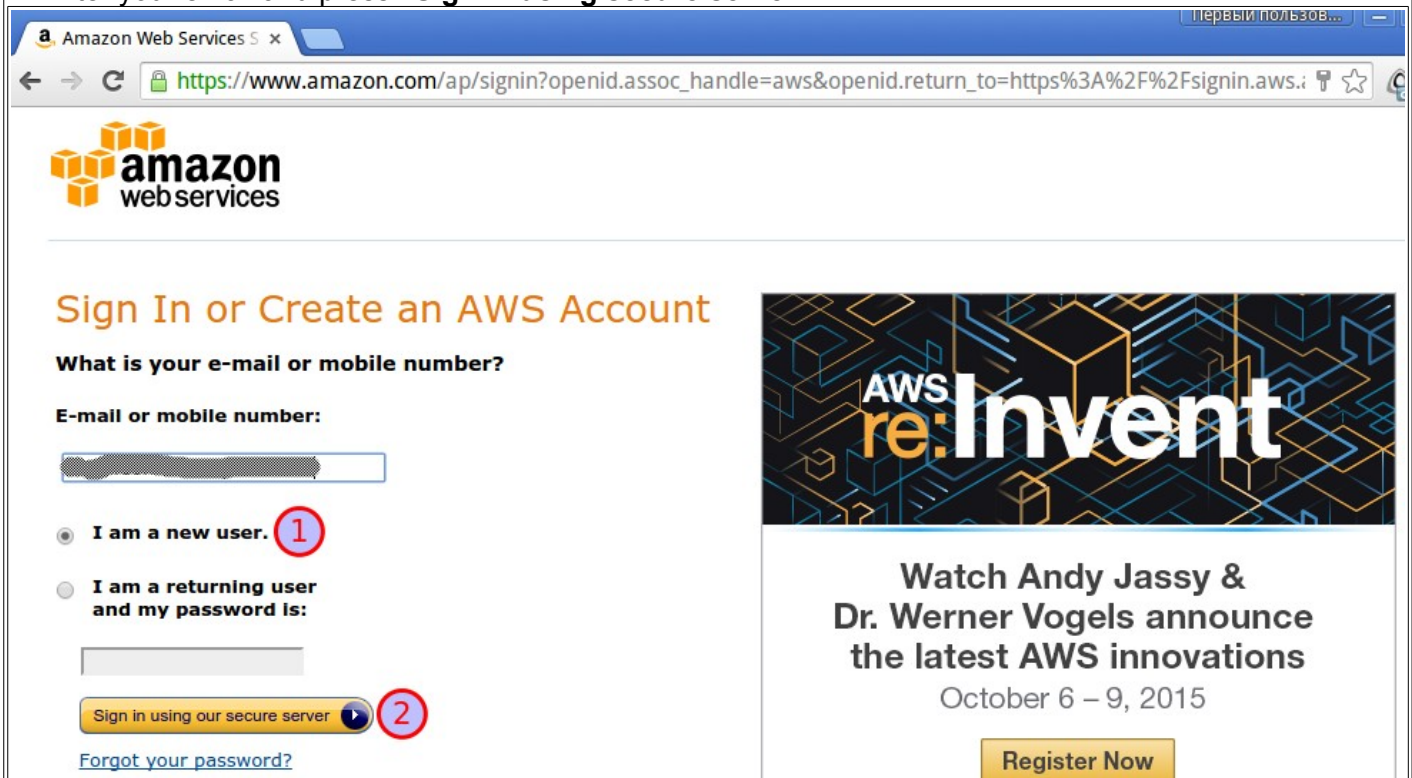 Amazon Web Services S
Первый пользов...
https://www.amazon.com/ap/signin?openid.assoc_handle=aws&openid.return_to=https%3A%2F%2Fsignin.aws.
amazon
web services
Sign In or Create an AWS Account
What is your e-mail or mobile number?
E-mail or mobile number:
I am a new user.
1
I am a returning user
and my password is:
Sign in using our secure server
2
Forgot your password?
AWS
re:Invent
Watch Andy Jassy &
Dr. Werner Vogels announce
the latest AWS innovations
October 6 – 9, 2015
Register Now